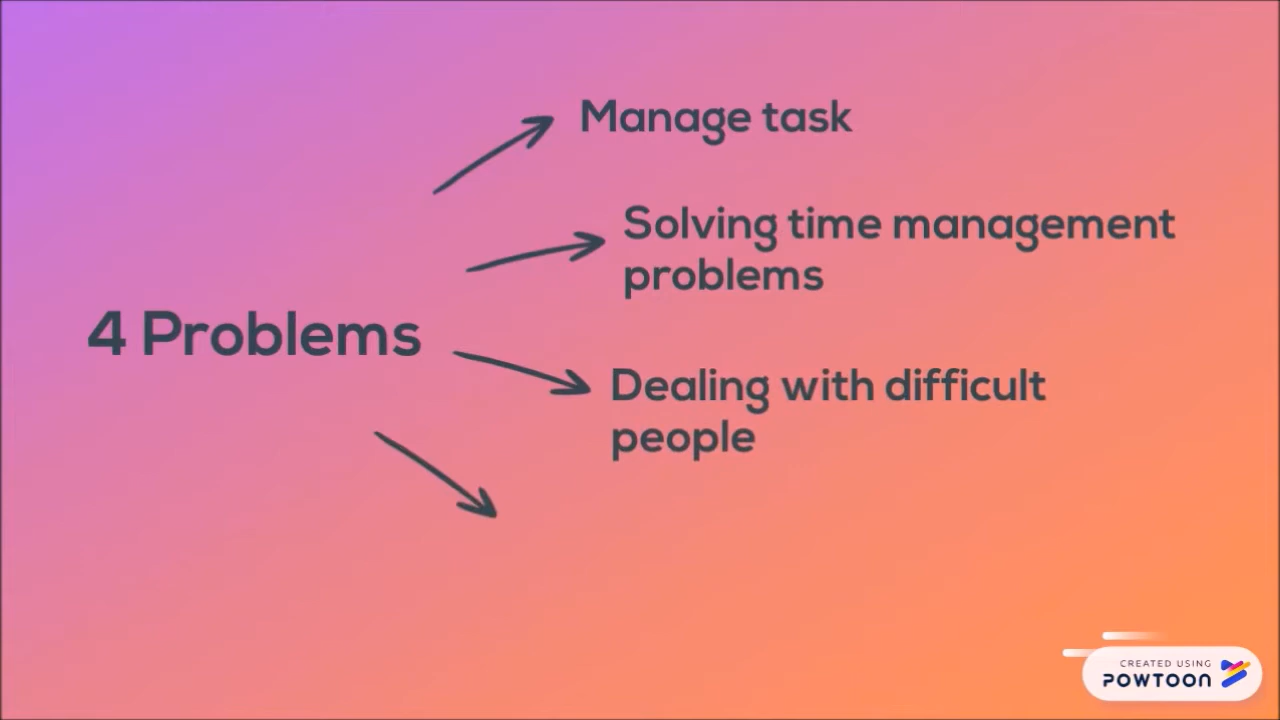 Manage task
Solving time management
problems
4 Problems
Dealing with difficult
people
CREATED USING
POWTOON